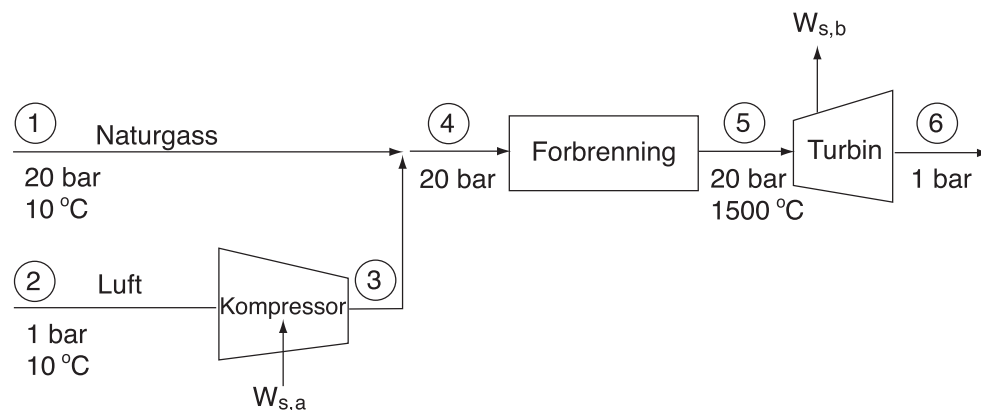 W_s,b
1
Naturgass
4
5
6
Forbrenning
Turbin
20 bar
10 °C
20 bar
20 bar
1500 °C
1 bar
2
Luft
3
Kompressor
1 bar
10 °C
W_s,a